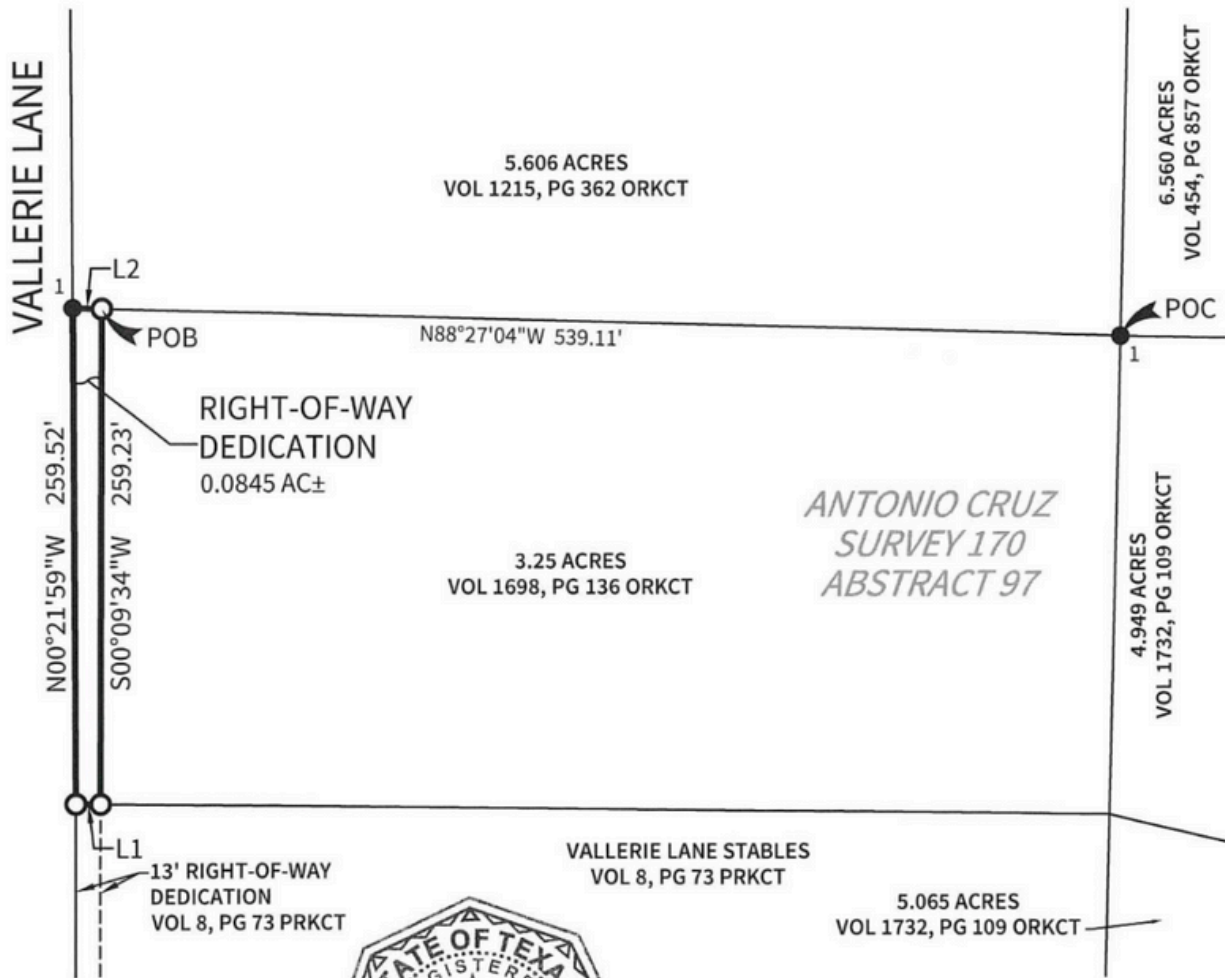 VALLERIE LANE
5.606 ACRES
VOL 1215, PG 362 ORKCT
6.560 ACRES
VOL 454, PG 857 ORKCT
L2
1
POB
N88°27'04"W 539.11'
POC
1
RIGHT-OF-WAY
DEDICATION
0.0845 AC±
N00°21'59"W 259.52'
S00°09'34"W 259.23'
ANTONIO CRUZ
SURVEY 170
ABSTRACT 97
3.25 ACRES
VOL 1698, PG 136 ORKCT
4.949 ACRES
VOL 1732, PG 109 ORKCT
L1
13' RIGHT-OF-WAY
DEDICATION
VOL 8, PG 73 PRKCT
VALLERIE LANE STABLES
VOL 8, PG 73 PRKCT
5.065 ACRES
VOL 1732, PG 109 ORKCT
OF